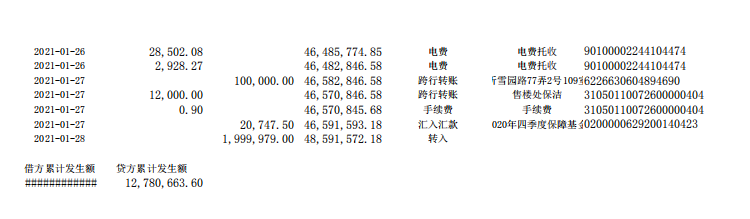 2021-01-26 28,502.08 46,485,774.85 电费 电费托收 90100002244104474
2021-01-26 2,928.27 46,482,846.58 电费 电费托收 90100002244104474
2021-01-27 100,000.00 46,582,846.58 跨行转账 雪园路77弄2号109 6226630604894690
2021-01-27 12,000.00 46,570,846.58 跨行转账 售楼处保洁 31050110072600000404
2021-01-27 0.90 46,570,845.68 手续费 手续费 31050110072600000404
2021-01-27 20,747.50 46,591,593.18 汇入汇款 020年四季度保障基 0200000629200140423
2021-01-28 1,999,979.00 48,591,572.18 转入
借方累计发生额 贷方累计发生额
############ 12,780,663.60